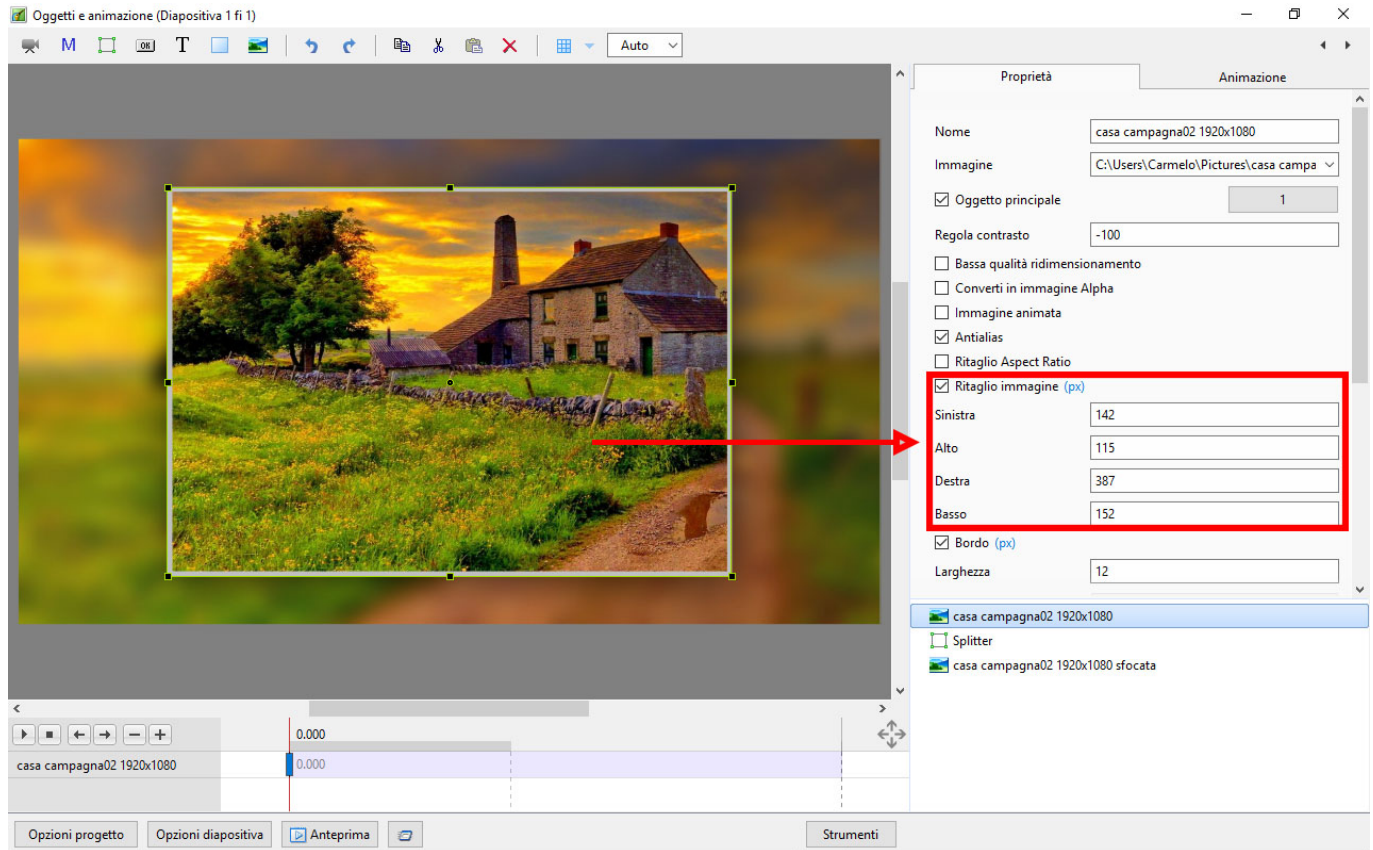 Oggetti e animazione (Diapositiva 1 fi 1)
M OK T Auto
Proprietà Animazione
Nome casa campagna02 1920x1080
Immagine C:\Users\Carmelo\Pictures\casa campa
Oggetto principale 1
Regola contrasto -100
Bassa qualità ridimensionamento
Converti in immagine Alpha
Immagine animata
Antialias
Ritaglio Aspect Ratio
Ritaglio immagine (px)
Sinistra 142
Alto 115
Destra 387
Basso 152
Bordo (px)
Larghezza 12
casa campagna02 1920x1080
Splitter
casa campagna02 1920x1080 sfocata
0.000
casa campagna02 1920x1080 0.000
Opzioni progetto Opzioni diapositiva Anteprima Strumenti